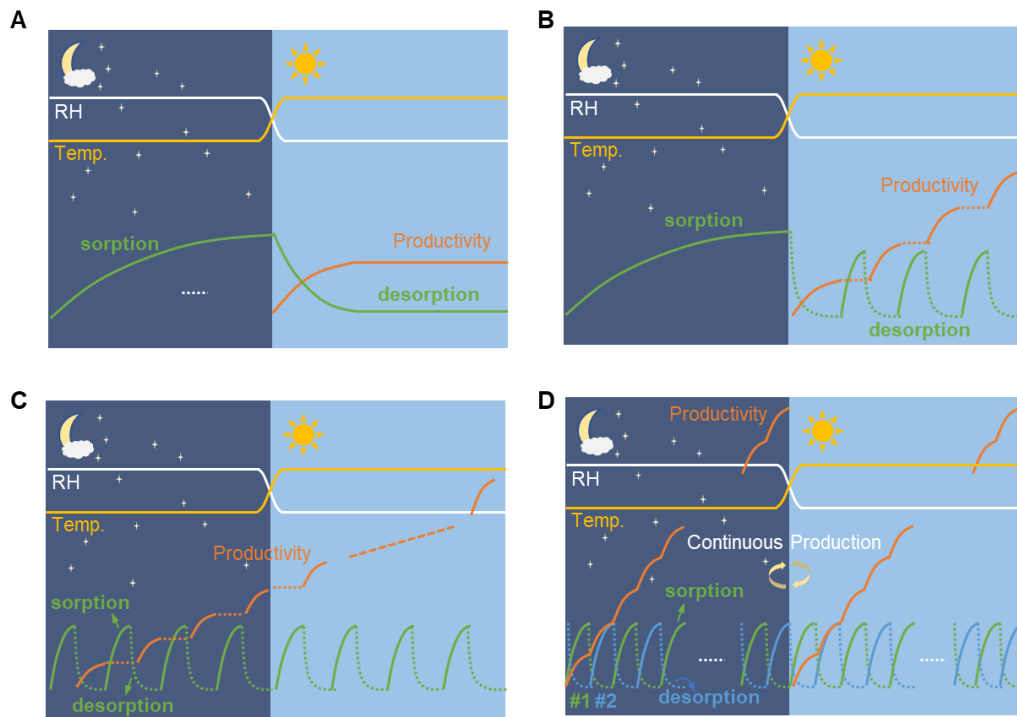 A
RH
Temp.
sorption
Productivity
desorption
B
RH
Temp.
sorption
Productivity
desorption
C
RH
Temp.
Productivity
sorption
desorption
D
Productivity
RH
Temp.
Continuous Production
sorption
desorption
#1 #2